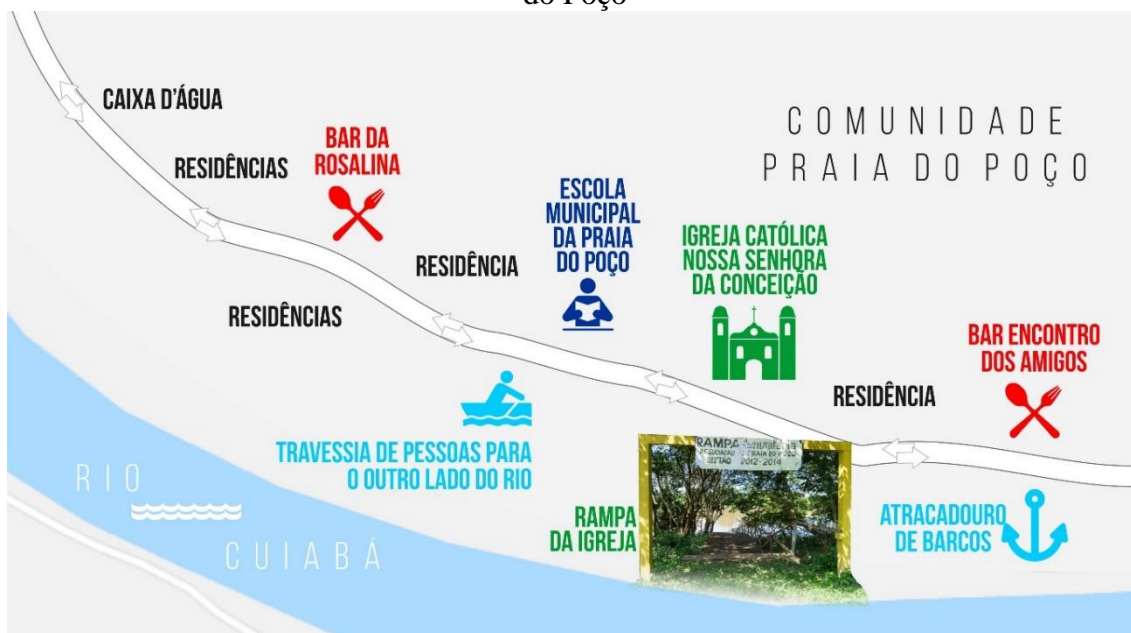 do Poço
CAIXA D'ÁGUA
COMUNIDADE
PRAIA DO POÇO
BAR DA
ROSALINA
RESIDÊNCIAS
ESCOLA
MUNICIPAL
DA PRAIA
DO POÇO
IGREJA CATÓLICA
NOSSA SENHORA
DA CONCEIÇÃO
RESIDÊNCIA
RESIDÊNCIAS
BAR ENCONTRO
DOS AMIGOS
RESIDÊNCIA
TRAVESSIA DE PESSOAS PARA
O OUTRO LADO DO RIO
RAMPA
PRAIA DO POÇO
2012-2014
RIO
CUIABÁ
RAMPA
DA IGREJA
ATRACADOURO
DE BARCOS